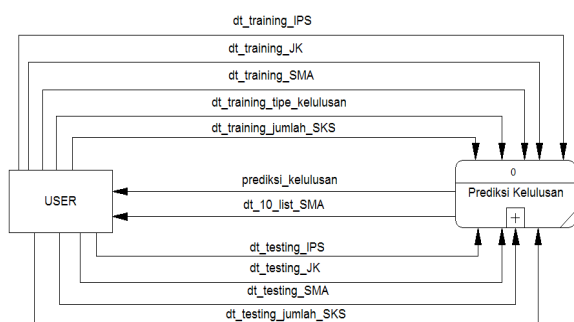 dt_training_IPS
dt_training_JK
dt_training_SMA
dt_training_tipe_kelulusan
dt_training_jumlah_SKS
0
prediksi_kelulusan
Prediksi Kelulusan
USER
dt_10_list_SMA
+
dt_testing_IPS
dt_testing_JK
dt_testing_SMA
dt_testing_jumlah_SKS